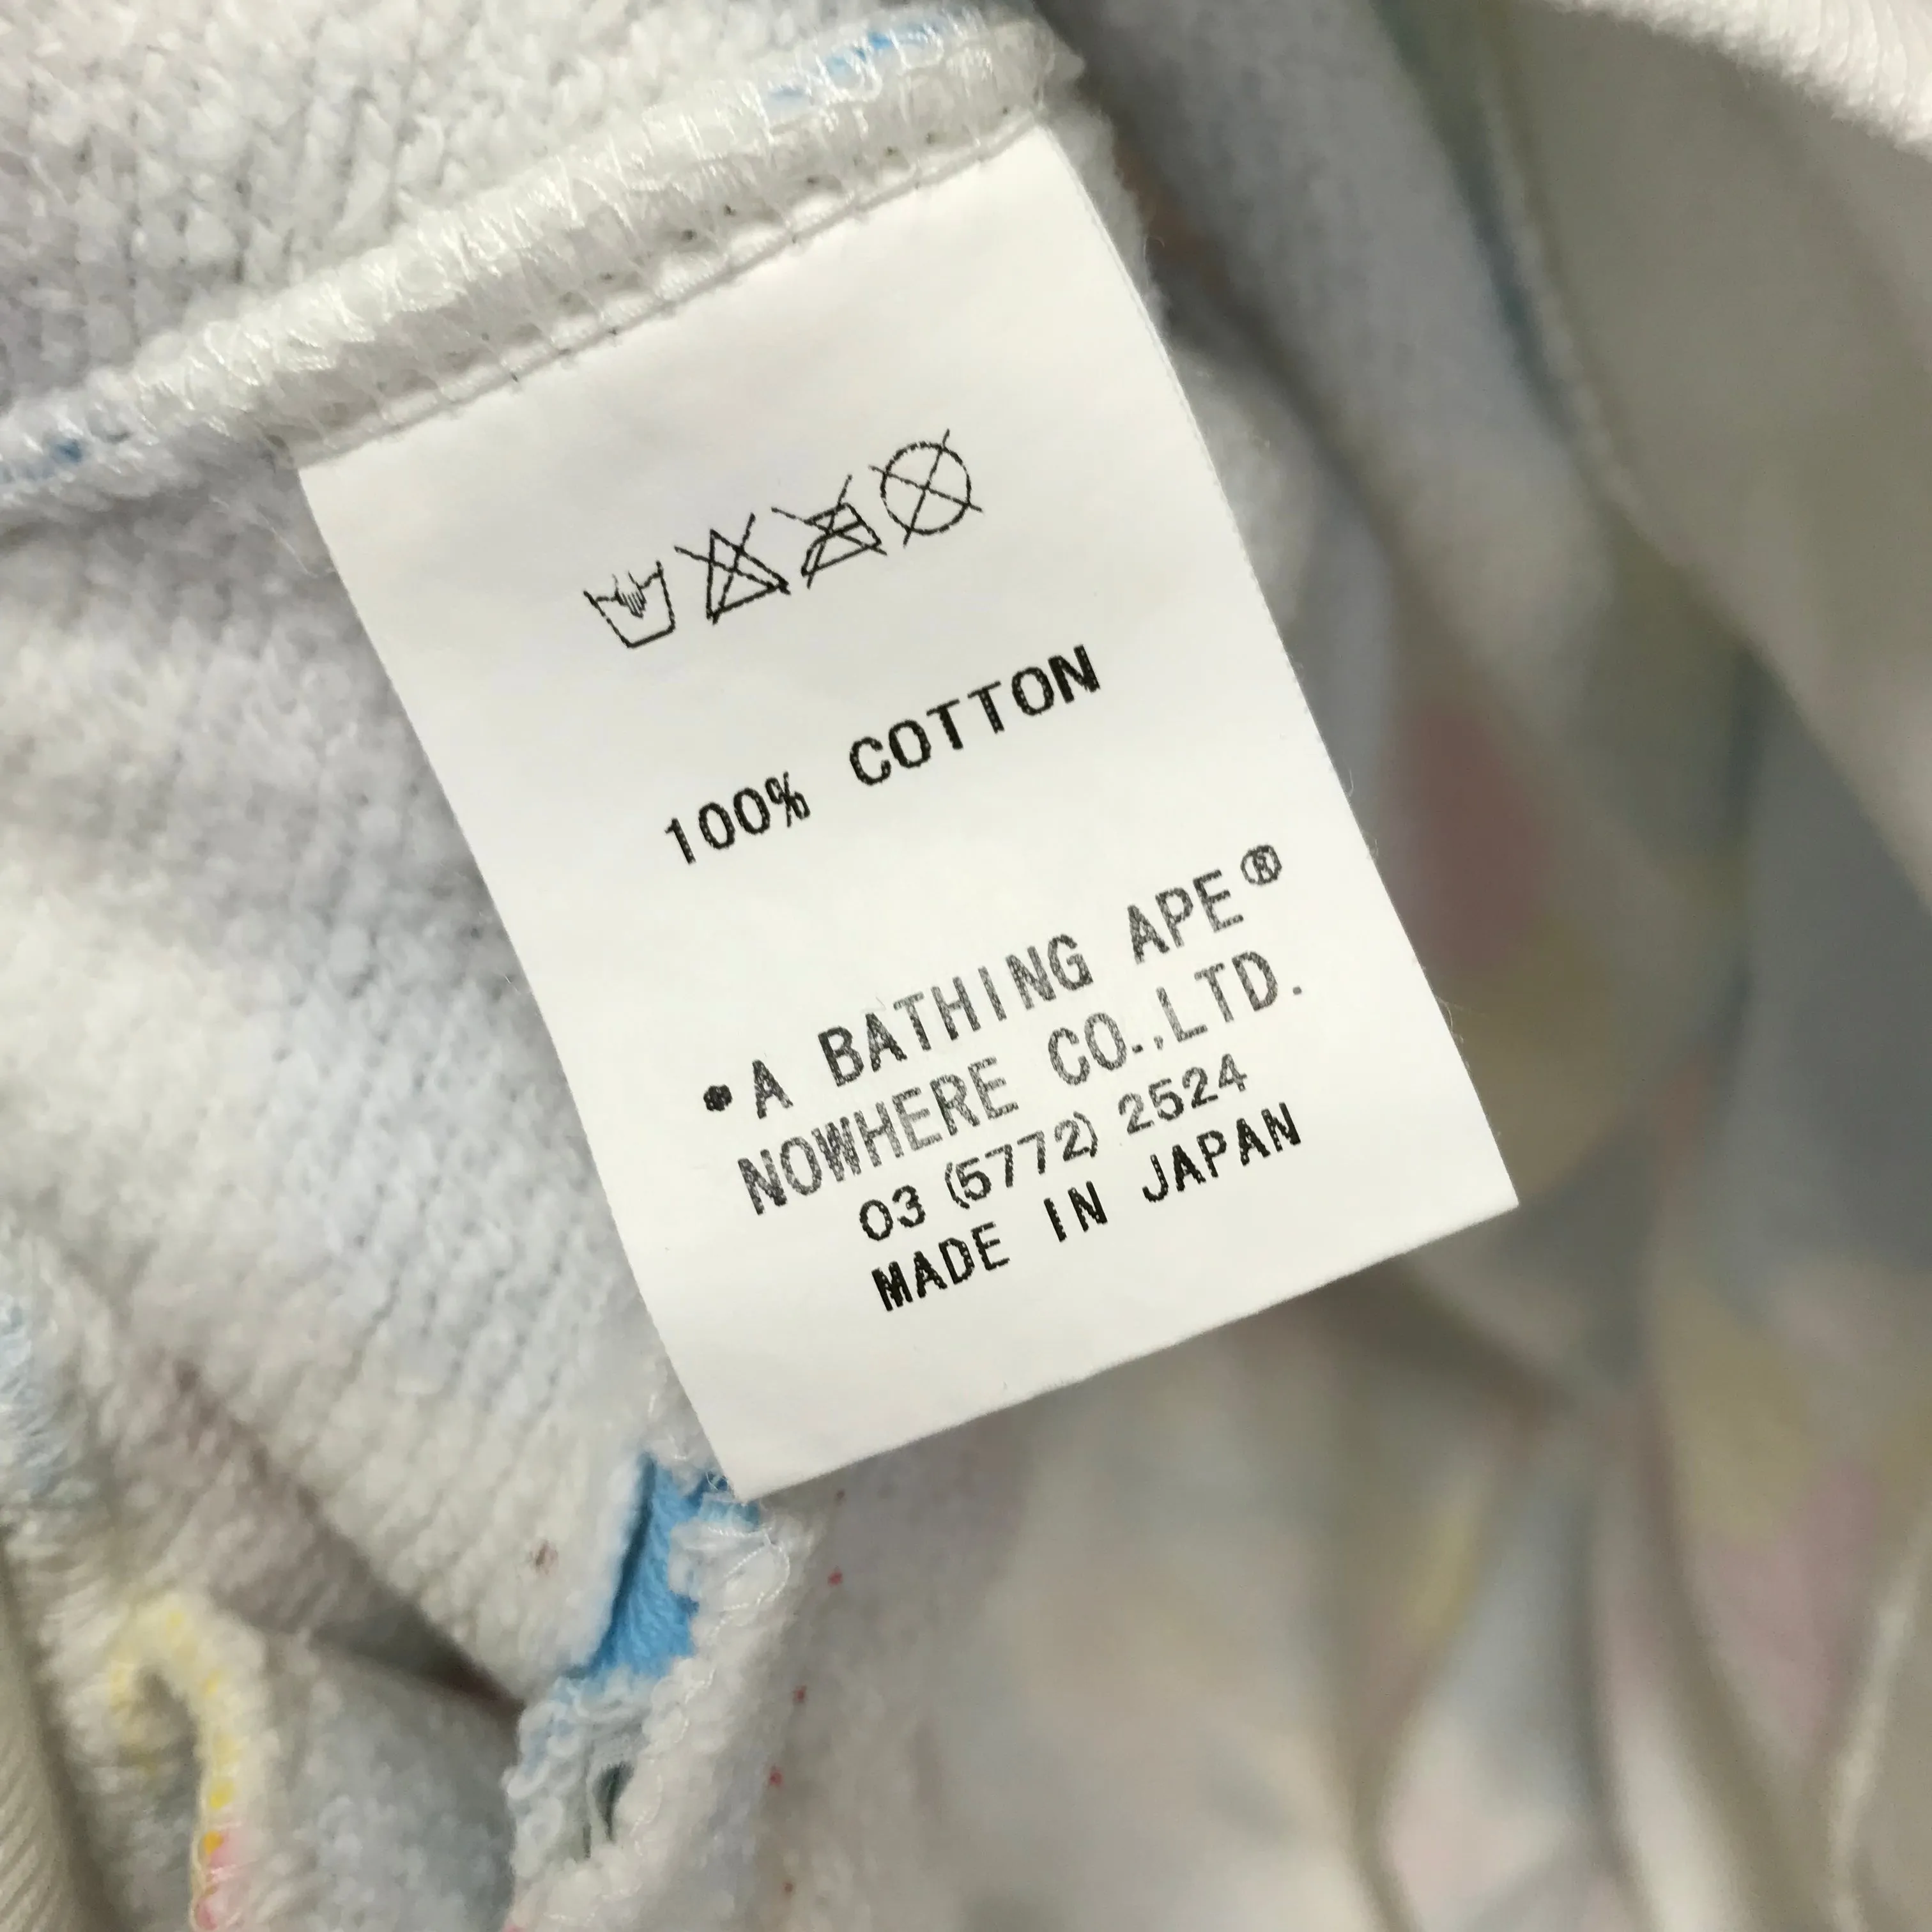 100% COTTON
•A BATHING APE®
NOWHERE CO.,LTD.
03 (5772) 2524
MADE IN JAPAN